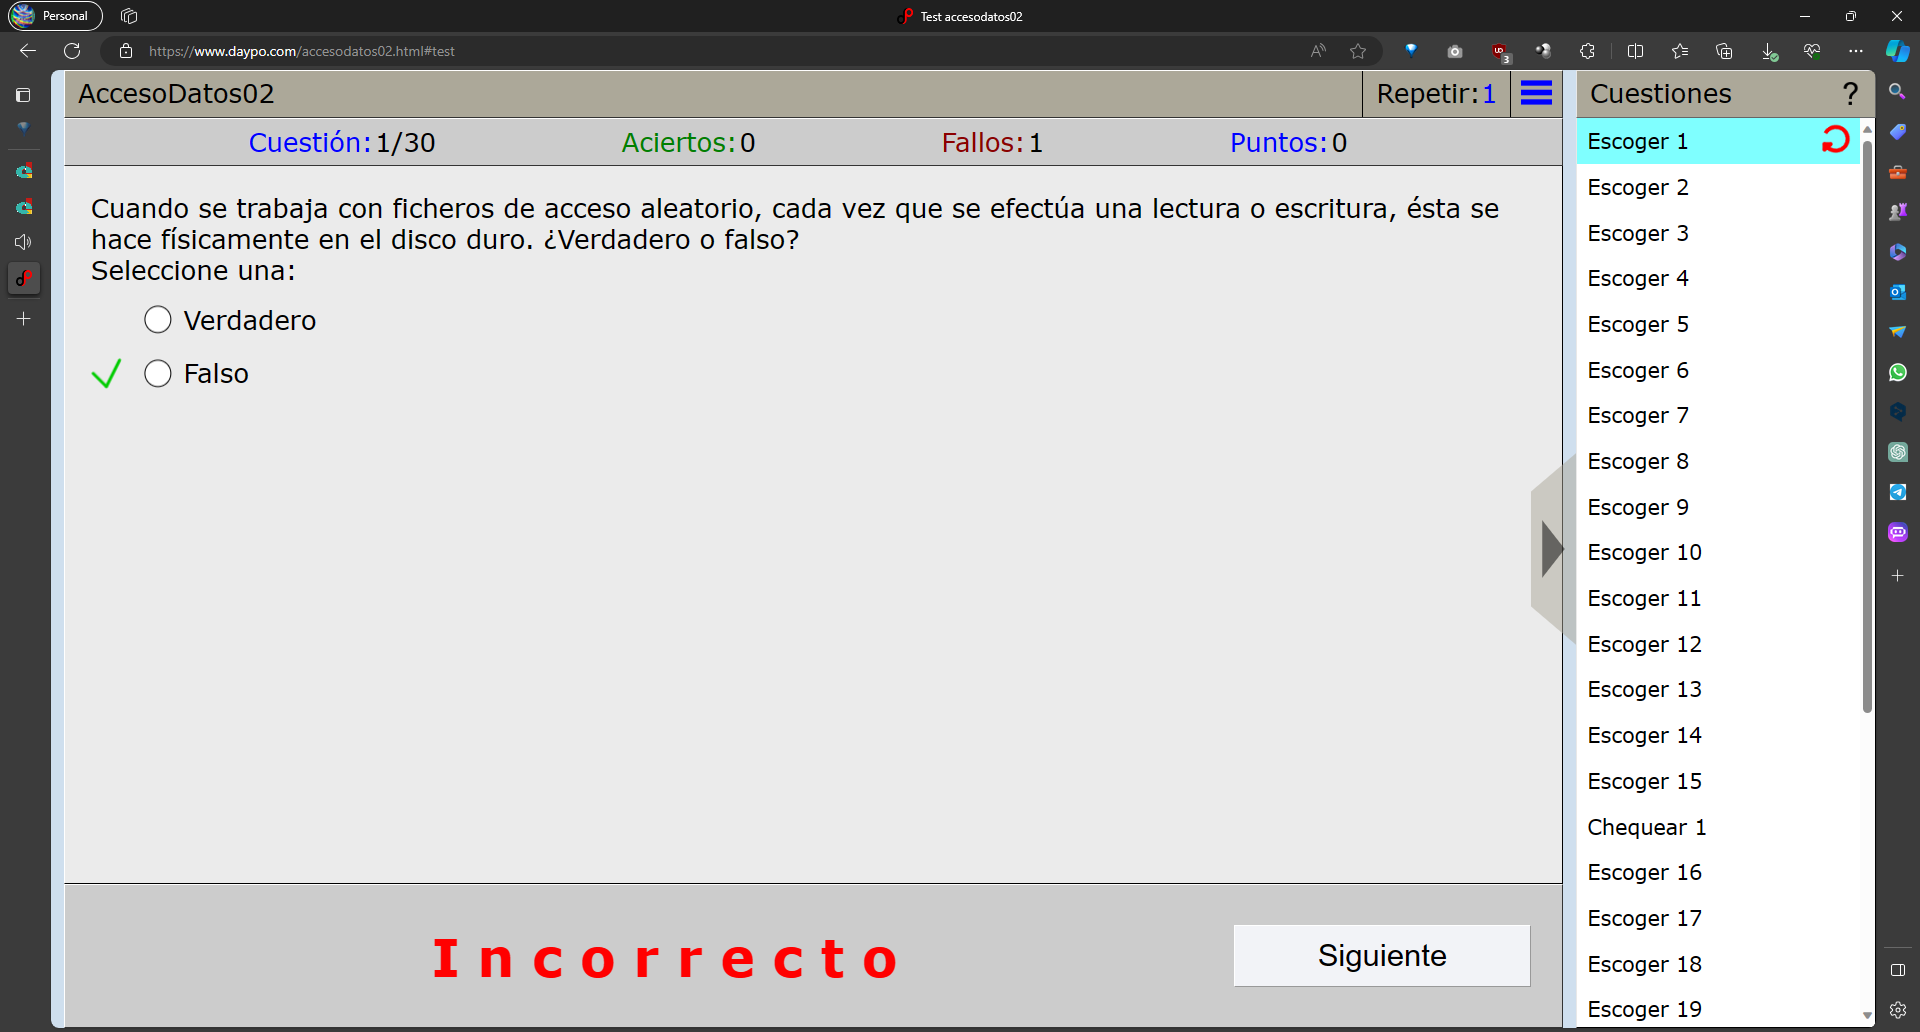 Personal
Test accesodatos02
https://www.daypo.com/accesodatos02.html#test
3
AccesoDatos02
Repetir:1
Cuestiones
?
Cuestión:1/30
Aciertos:0
Fallos:1
Puntos:0
Cuando se trabaja con ficheros de acceso aleatorio, cada vez que se efectúa una lectura o escritura, ésta se
hace físicamente en el disco duro. ¿Verdadero o falso?
Seleccione una:
Verdadero
Falso
Incorrecto
Siguiente
Escoger 1
Escoger 2
Escoger 3
Escoger 4
Escoger 5
Escoger 6
Escoger 7
Escoger 8
Escoger 9
Escoger 10
Escoger 11
Escoger 12
Escoger 13
Escoger 14
Escoger 15
Chequear 1
Escoger 16
Escoger 17
Escoger 18
Escoger 19